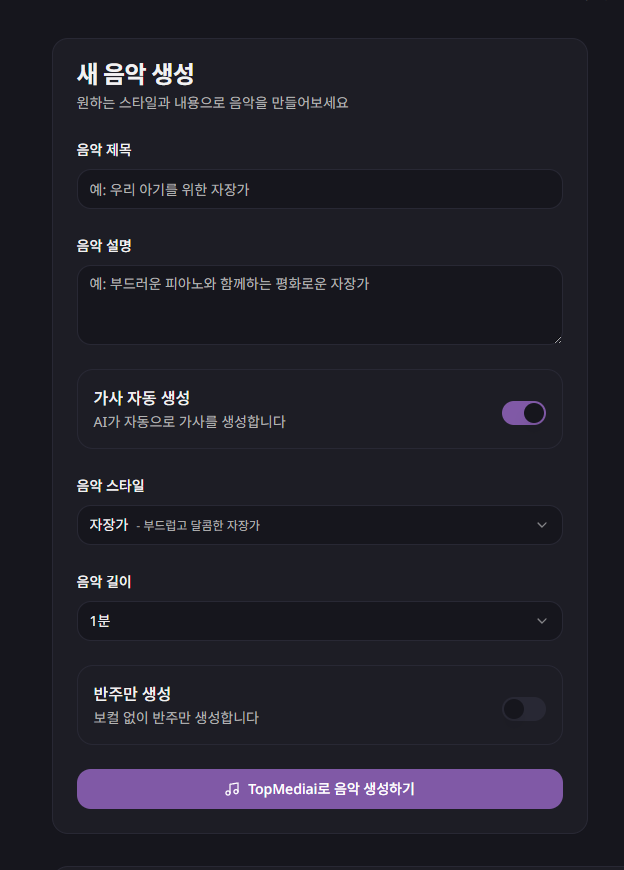 새 음악 생성
원하는 스타일과 내용으로 음악을 만들어보세요
음악 제목
예: 우리 아기를 위한 자장가
음악 설명
예: 부드러운 피아노와 함께하는 평화로운 자장가
가사 자동 생성
AI가 자동으로 가사를 생성합니다
음악 스타일
자장가 - 부드럽고 달콤한 자장가
음악 길이
1분
반주만 생성
보컬 없이 반주만 생성합니다
TopMediai로 음악 생성하기